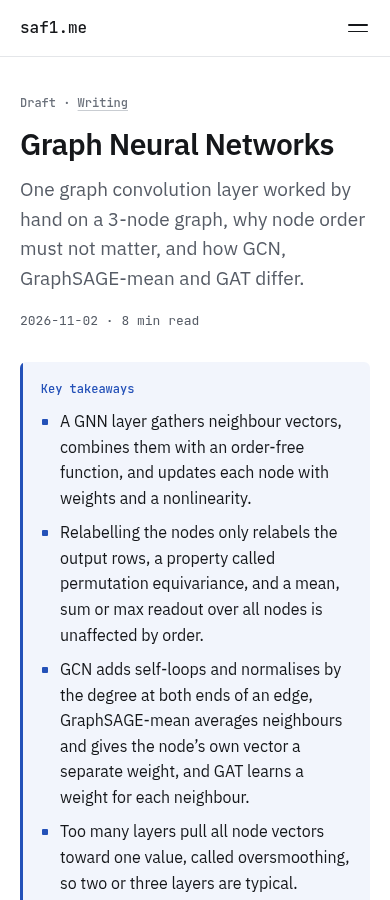 saf1.me
Draft · Writing
Graph Neural Networks
One graph convolution layer worked by
hand on a 3-node graph, why node order
must not matter, and how GCN,
GraphSAGE-mean and GAT differ.
2026-11-02 · 8 min read
Key takeaways
A GNN layer gathers neighbour vectors,
combines them with an order-free
function, and updates each node with
weights and a nonlinearity.
Relabelling the nodes only relabels the
output rows, a property called
permutation equivariance, and a mean,
sum or max readout over all nodes is
unaffected by order.
GCN adds self-loops and normalises by
the degree at both ends of an edge,
GraphSAGE-mean averages neighbours
and gives the node’s own vector a
separate weight, and GAT learns a
weight for each neighbour.
Too many layers pull all node vectors
toward one value, called oversmoothing,
so two or three layers are typical.